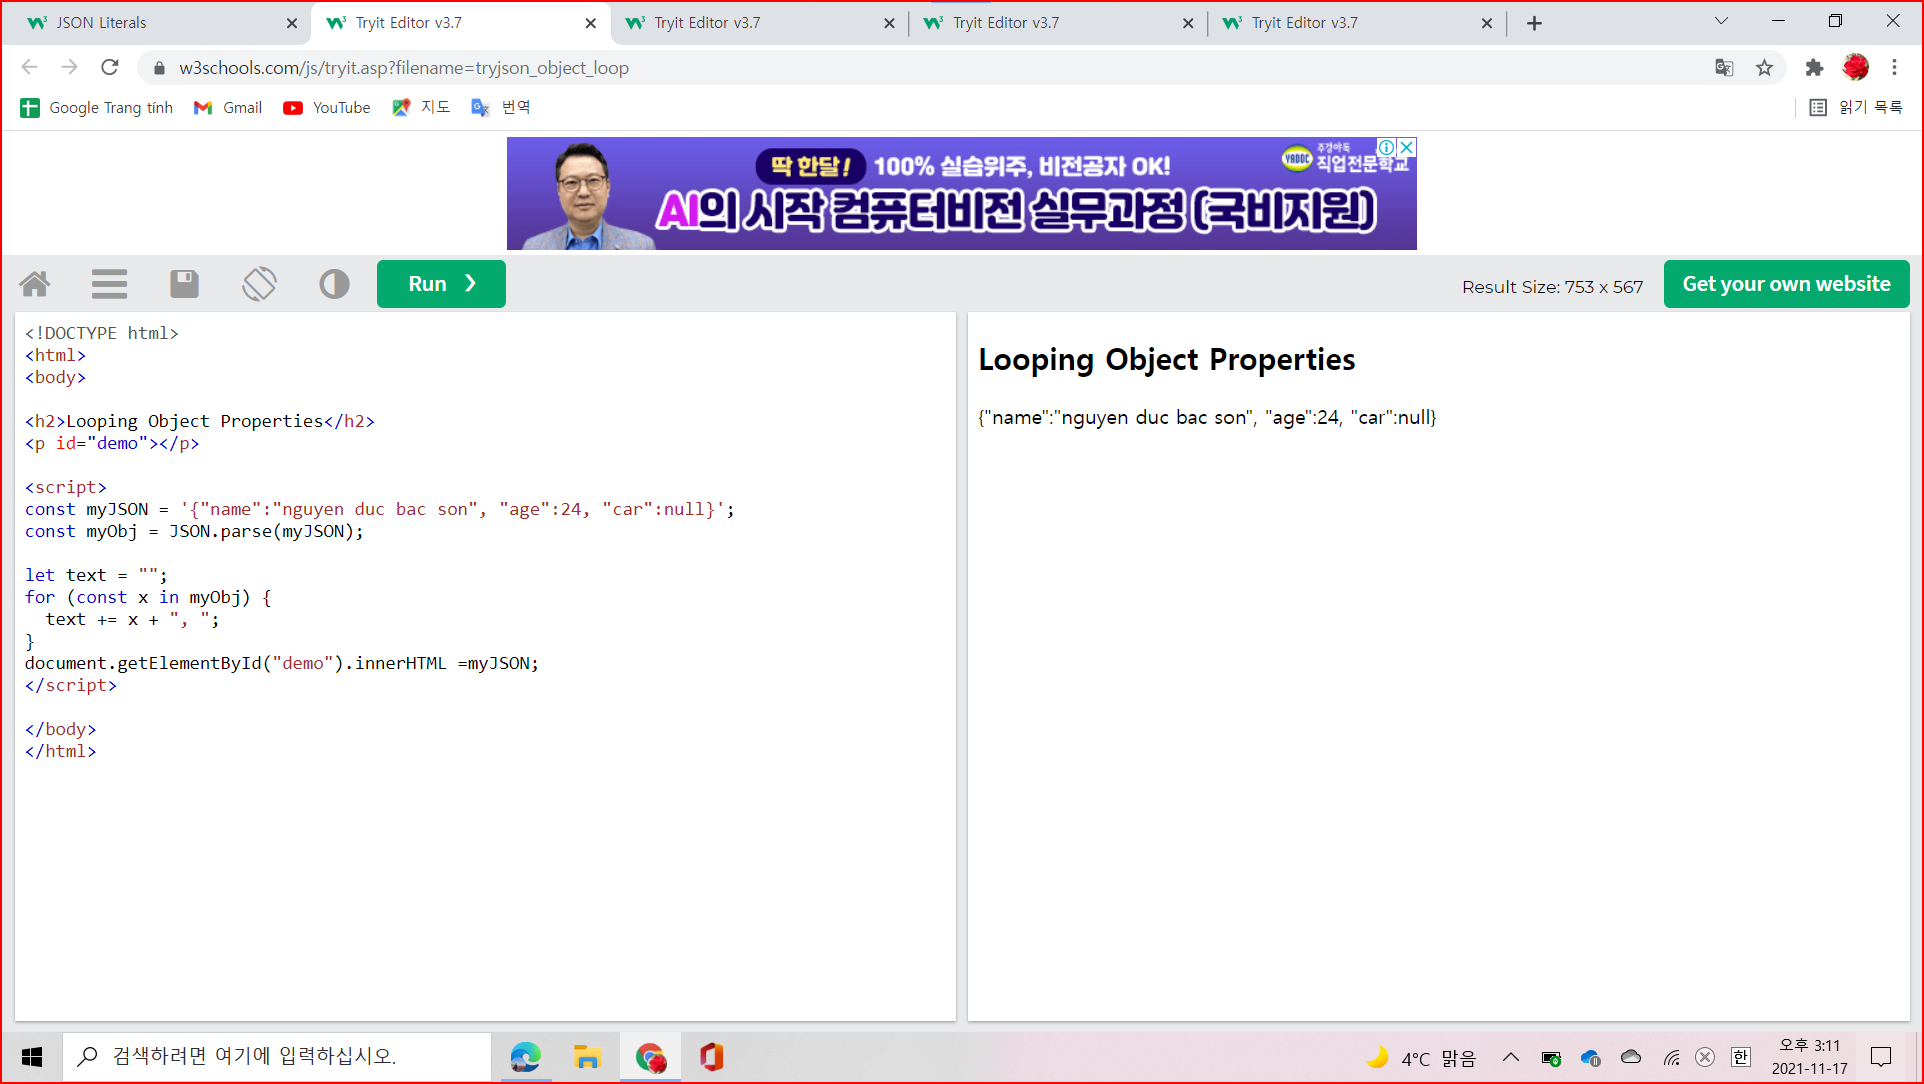 JSON Literals
Tryit Editor v3.7
Tryit Editor v3.7
Tryit Editor v3.7
Tryit Editor v3.7
w3schools.com/js/tryit.asp?filename=tryjson_object_loop
Google Trang tính
Gmail
YouTube
지도
번역
읽기 목록
딱 한달! 100% 실습위주, 비전공자 OK!
YADOC 주경야독 직업전문학교
AI의 시작 컴퓨터비전 실무과정 (국비지원)
Run ❯
Result Size: 753 x 567
Get your own website
<!DOCTYPE html>
<html>
<body>
<h2>Looping Object Properties</h2>
<p id="demo"></p>
<script>
const myJSON = '{"name":"nguyen duc bac son", "age":24, "car":null}';
const myObj = JSON.parse(myJSON);
let text = "";
for (const x in myObj) {
  text += x + ", ";
}
document.getElementById("demo").innerHTML =myJSON;
</script>
</body>
</html>
Looping Object Properties
{"name":"nguyen duc bac son", "age":24, "car":null}
검색하려면 여기에 입력하십시오.
4°C 맑음
한
오후 3:11
2021-11-17